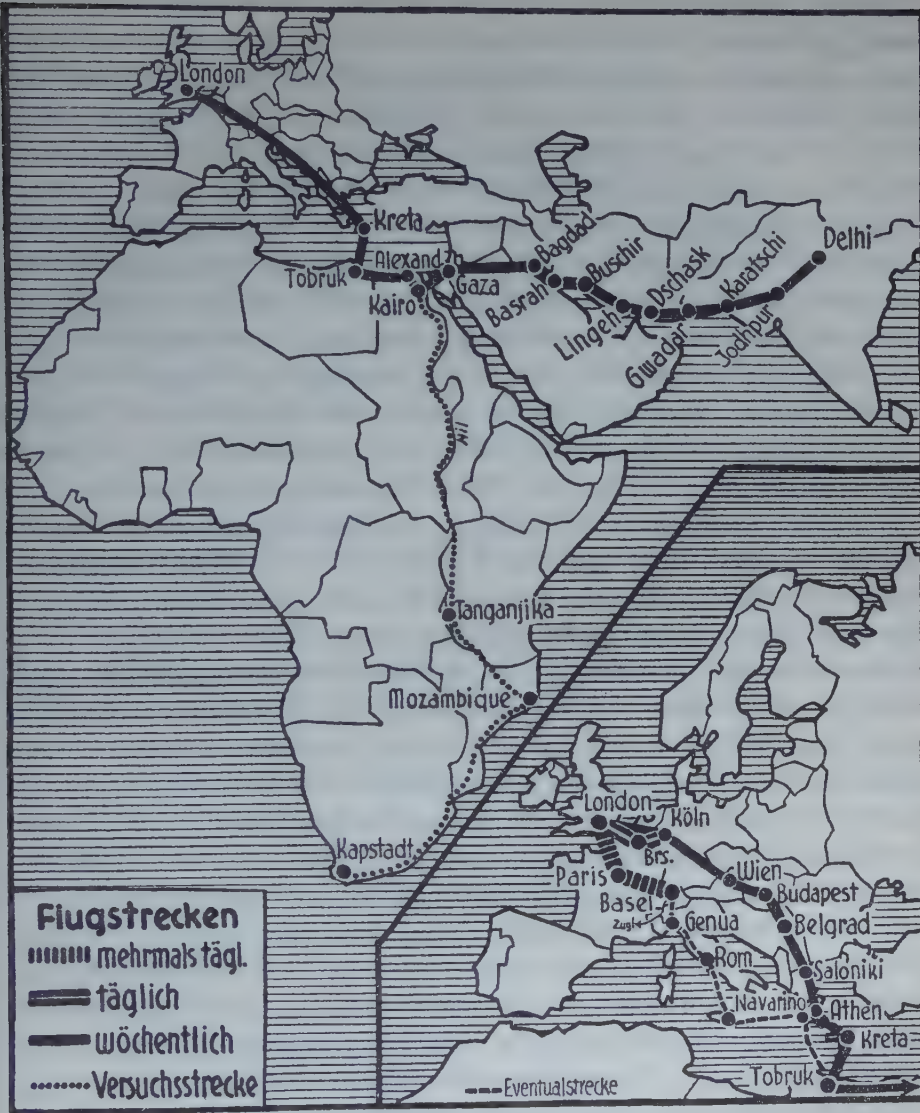 London
Kreta
Tobruk
Alexand.
Kairo
Gaza
Bagdad
Basrah
Buschir
Lingeh
Dschask
Gwadar
Karatschi
Jodhpur
Delhi
Nil
Tanganjika
Mozambique
Kapstadt
London
Köln
Brs.
Paris
Basel
Zugl.
Wien
Budapest
Belgrad
Genua
Rom
Saloniki
Navarino
Athen
Kreta
Tobruk
Flugstrecken
mehrmals tägl.
täglich
wöchentlich
Versuchsstrecke
Eventualstrecke